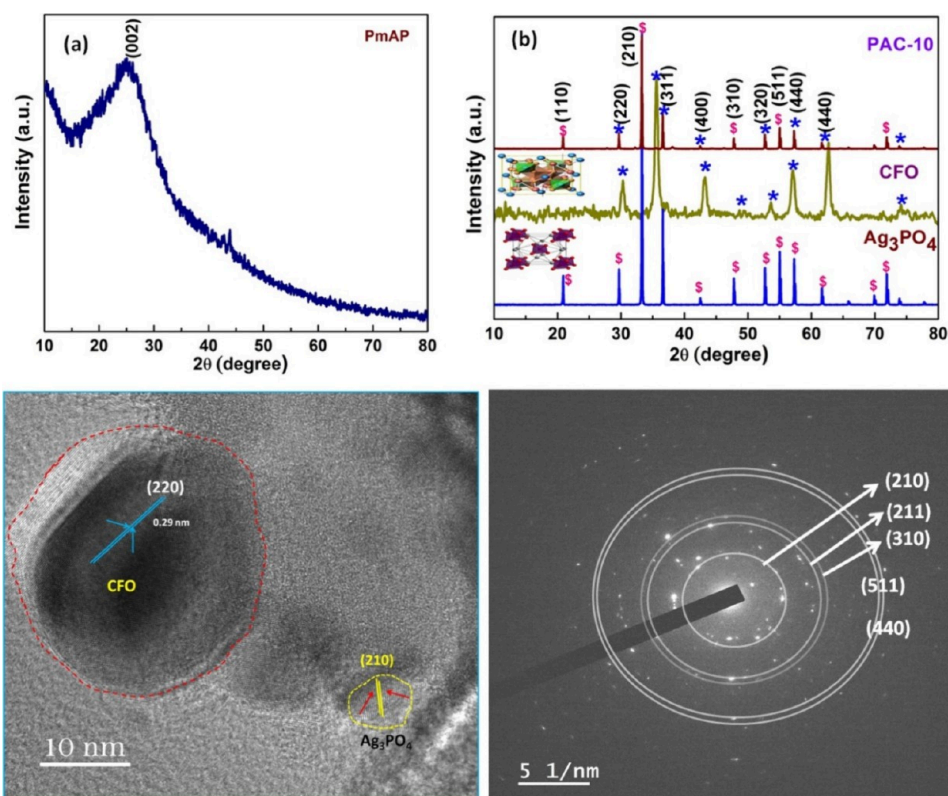 (a)
(002)
PmAP
Intensity (a.u.)
10 20 30 40 50 60 70 80
2θ (degree)
(b)
(210)
$
PAC-10
(110)
(220)
(311)
(400)
(310)
(320)
(511)
(440)
(440)
$ * * * $ * $ * * *
CFO
* * * * * *
Ag₃PO₄
$ $ $ $ $ $ $ $ $ $
Intensity (a.u.)
10 20 30 40 50 60 70 80
2θ (degree)
(220)
0.29 nm
CFO
(210)
Ag₃PO₄
10 nm
(210)
(211)
(310)
(511)
(440)
5 1/nm